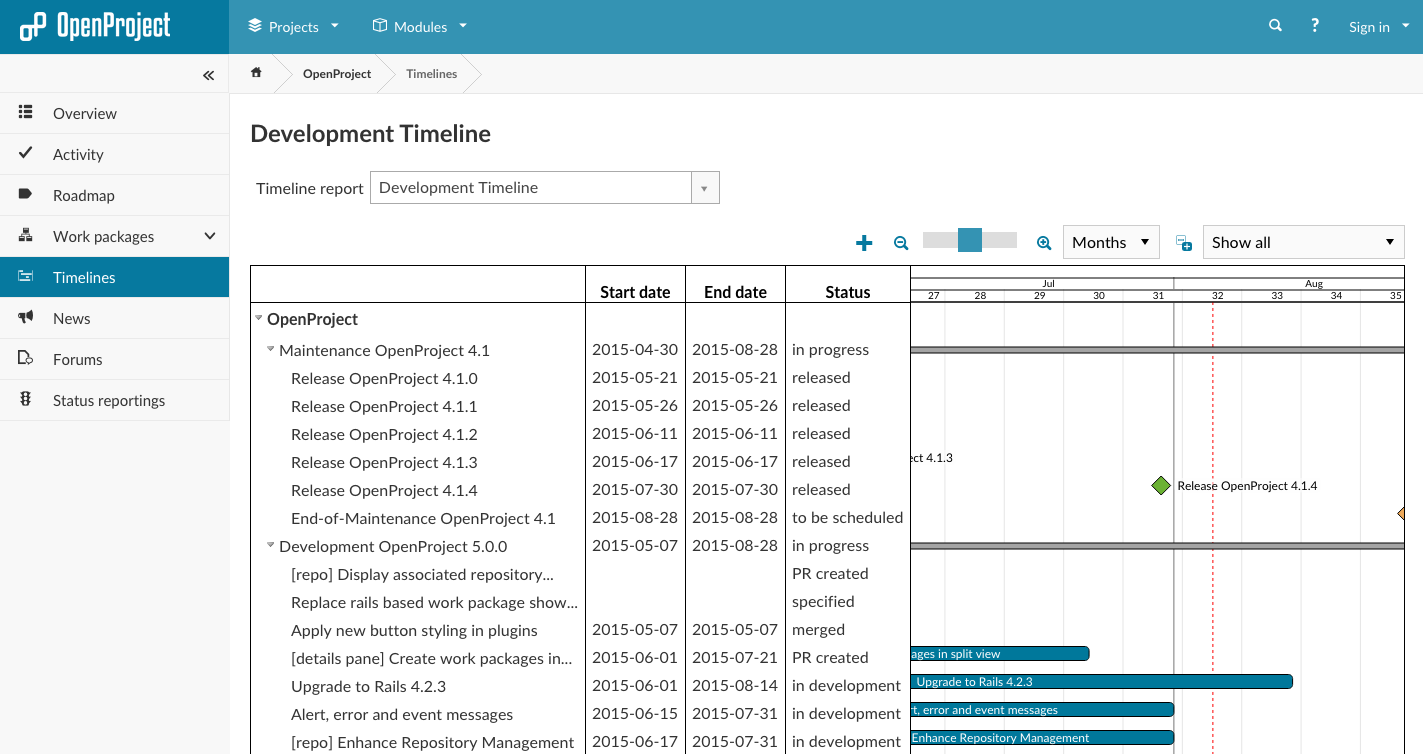 OpenProject
Projects
Modules
?
Sign in
OpenProject
Timelines
Overview
Activity
Roadmap
Work packages
Timelines
News
Forums
Status reportings
Development Timeline
Timeline report Development Timeline
Months
Show all
Start date End date Status
Jul Aug
27 28 29 30 31 32 33 34 35
OpenProject
Maintenance OpenProject 4.1 2015-04-30 2015-08-28 in progress
Release OpenProject 4.1.0 2015-05-21 2015-05-21 released
Release OpenProject 4.1.1 2015-05-26 2015-05-26 released
Release OpenProject 4.1.2 2015-06-11 2015-06-11 released
Release OpenProject 4.1.3 2015-06-17 2015-06-17 released ect 4.1.3
Release OpenProject 4.1.4 2015-07-30 2015-07-30 released Release OpenProject 4.1.4
End-of-Maintenance OpenProject 4.1 2015-08-28 2015-08-28 to be scheduled
Development OpenProject 5.0.0 2015-05-07 2015-08-28 in progress
[repo] Display associated repository... PR created
Replace rails based work package show... specified
Apply new button styling in plugins 2015-05-07 2015-05-07 merged
[details pane] Create work packages in... 2015-06-01 2015-07-21 PR created ages in split view
Upgrade to Rails 4.2.3 2015-06-01 2015-08-14 in development Upgrade to Rails 4.2.3
Alert, error and event messages 2015-06-15 2015-07-31 in development rt, error and event messages
[repo] Enhance Repository Management 2015-06-17 2015-07-31 in development Enhance Repository Management